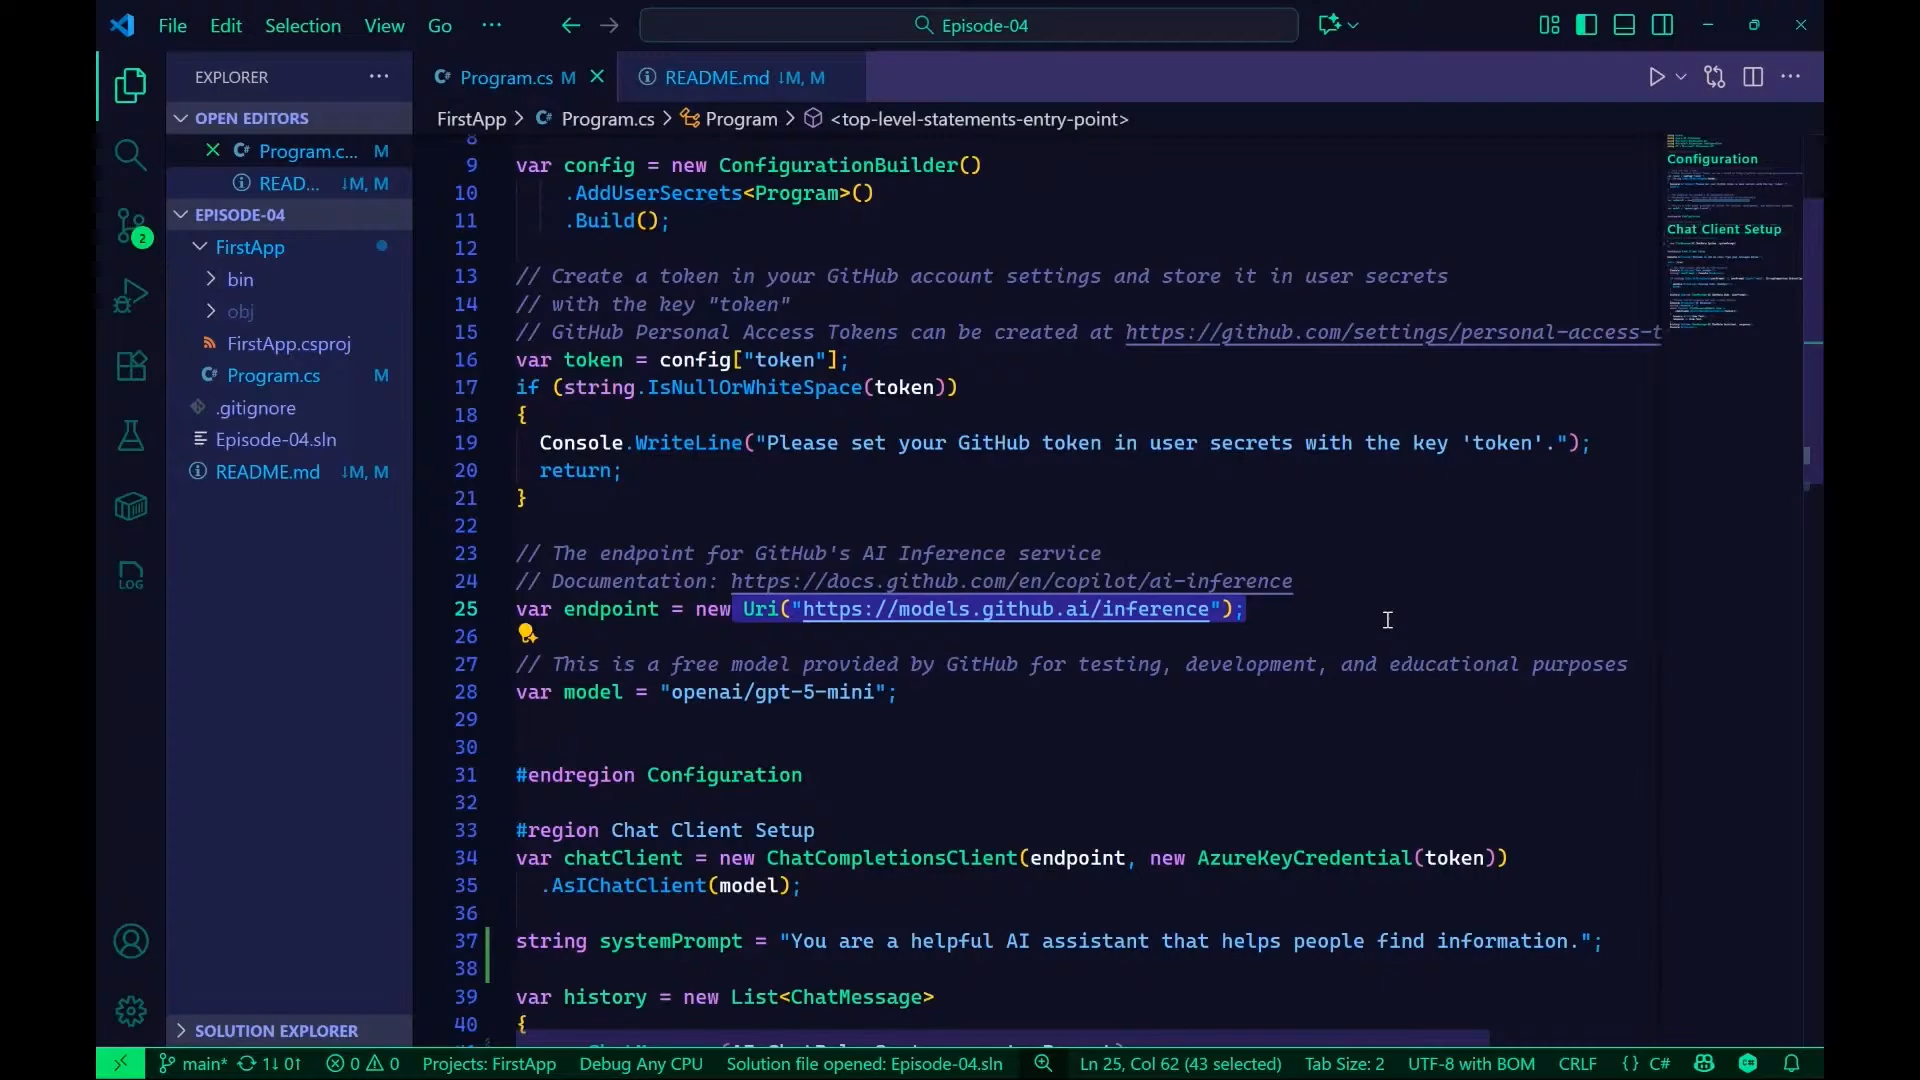 File Edit Selection View Go ··· Episode-04
EXPLORER ···
OPEN EDITORS
Program.c... M
READ... ↓M, M
EPISODE-04
FirstApp
bin
obj
FirstApp.csproj
Program.cs M
.gitignore
Episode-04.sln
README.md ↓M, M
SOLUTION EXPLORER
2
LOG
Program.cs M README.md ↓M, M
FirstApp > Program.cs > Program > <top-level-statements-entry-point>
8
9 var config = new ConfigurationBuilder()
10 .AddUserSecrets<Program>()
11 .Build();
12
13 // Create a token in your GitHub account settings and store it in user secrets
14 // with the key "token"
15 // GitHub Personal Access Tokens can be created at https://github.com/settings/personal-access-t
16 var token = config["token"];
17 if (string.IsNullOrWhiteSpace(token))
18 {
19 Console.WriteLine("Please set your GitHub token in user secrets with the key 'token'.");
20 return;
21 }
22
23 // The endpoint for GitHub's AI Inference service
24 // Documentation: https://docs.github.com/en/copilot/ai-inference
25 var endpoint = new Uri("https://models.github.ai/inference");
26
27 // This is a free model provided by GitHub for testing, development, and educational purposes
28 var model = "openai/gpt-5-mini";
29
30
31 #endregion Configuration
32
33 #region Chat Client Setup
34 var chatClient = new ChatCompletionsClient(endpoint, new AzureKeyCredential(token))
35 .AsIChatClient(model);
36
37 string systemPrompt = "You are a helpful AI assistant that helps people find information.";
38
39 var history = new List<ChatMessage>
40 {
Configuration
Chat Client Setup
main* 1↓ 0↑ 0 0 Projects: FirstApp Debug Any CPU Solution file opened: Episode-04.sln Ln 25, Col 62 (43 selected) Tab Size: 2 UTF-8 with BOM CRLF {} C#